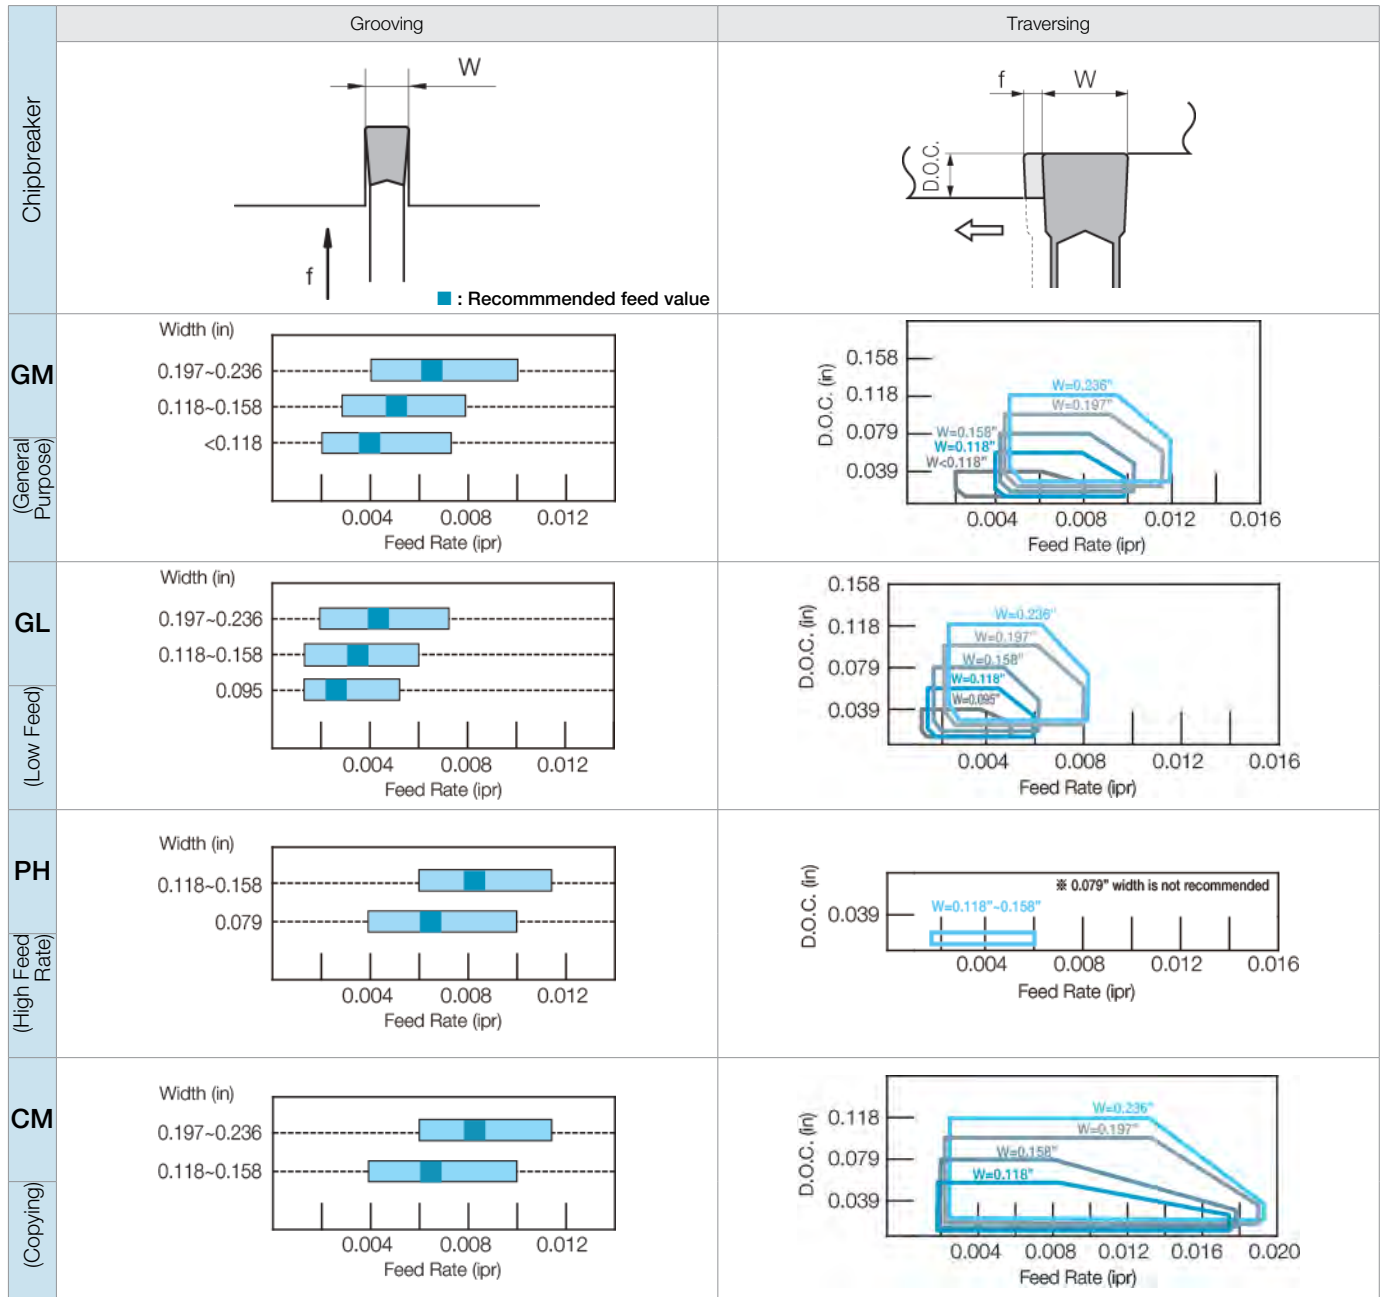 Grooving
Traversing
Chipbreaker
W
f
: Recommmended feed value
f
W
D.O.C.
GM
(General
Purpose)
Width (in)
0.197~0.236
0.118~0.158
<0.118
0.004 0.008 0.012
Feed Rate (ipr)
D.O.C. (in)
0.158
0.118
0.079
0.039
W=0.236"
W=0.197"
W=0.158"
W=0.118"
W<0.118"
0.004 0.008 0.012 0.016
Feed Rate (ipr)
GL
(Low Feed)
Width (in)
0.197~0.236
0.118~0.158
0.095
0.004 0.008 0.012
Feed Rate (ipr)
D.O.C. (in)
0.158
0.118
0.079
0.039
W=0.236"
W=0.197"
W=0.158"
W=0.118"
W=0.095"
0.004 0.008 0.012 0.016
Feed Rate (ipr)
PH
(High Feed
Rate)
Width (in)
0.118~0.158
0.079
0.004 0.008 0.012
Feed Rate (ipr)
D.O.C. (in)
0.039
※ 0.079" width is not recommended
W=0.118"~0.158"
0.004 0.008 0.012 0.016
Feed Rate (ipr)
CM
(Copying)
Width (in)
0.197~0.236
0.118~0.158
0.004 0.008 0.012
Feed Rate (ipr)
D.O.C. (in)
0.118
0.079
0.039
W=0.236"
W=0.197"
W=0.158"
W=0.118"
0.004 0.008 0.012 0.016 0.020
Feed Rate (ipr)